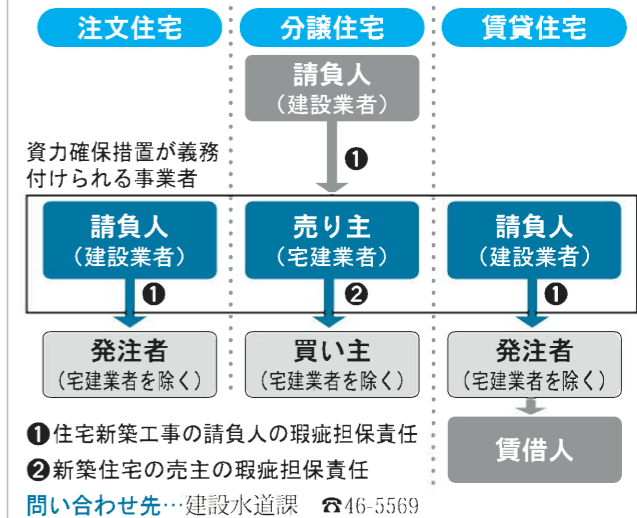 注文住宅
分譲住宅
賃貸住宅
請負人
（建設業者）
❶
資力確保措置が義務
付けられる事業者
請負人
（建設業者）
売り主
（宅建業者）
請負人
（建設業者）
❶
❷
❶
発注者
（宅建業者を除く）
買い主
（宅建業者を除く）
発注者
（宅建業者を除く）
賃借人
❶住宅新築工事の請負人の瑕疵担保責任
❷新築住宅の売主の瑕疵担保責任
問い合わせ先…建設水道課　☎46-5569